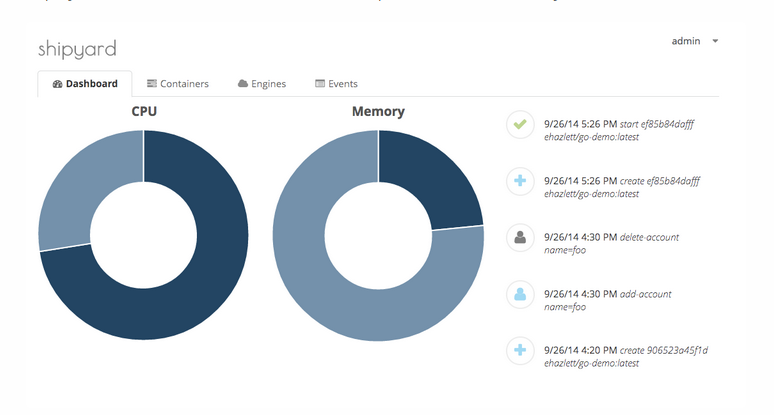 shipyard
admin
Dashboard
Containers
Engines
Events
CPU
Memory
9/26/14 5:26 PM start ef85b84dafff
ehazlett/go-demo:latest
9/26/14 5:26 PM create ef85b84dafff
ehazlett/go-demo:latest
9/26/14 4:30 PM delete-account
name=foo
9/26/14 4:30 PM add-account
name=foo
9/26/14 4:20 PM create 906523a45f1d
ehazlett/go-demo:latest